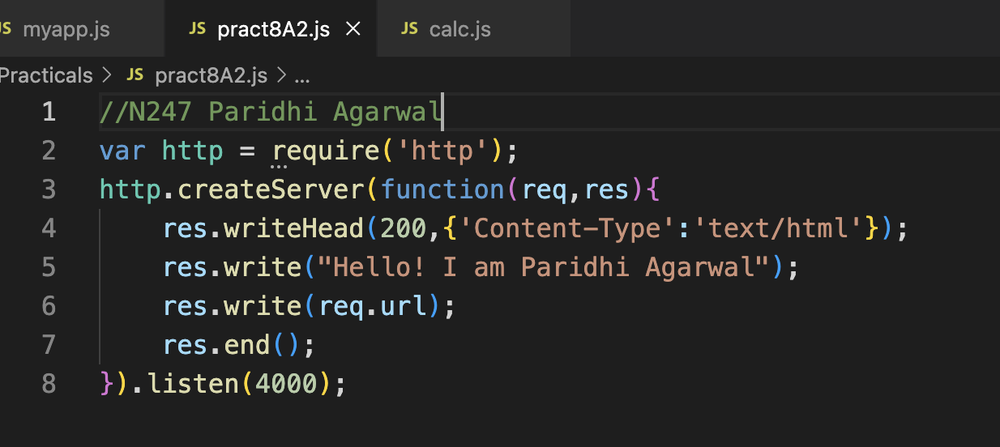 JS myapp.js JS pract8A2.js × JS calc.js
Practicals > JS pract8A2.js > ...
1 //N247 Paridhi Agarwal
2 var http = require('http');
3 http.createServer(function(req,res){
4     res.writeHead(200,{'Content-Type':'text/html'});
5     res.write("Hello! I am Paridhi Agarwal");
6     res.write(req.url);
7     res.end();
8 }).listen(4000);